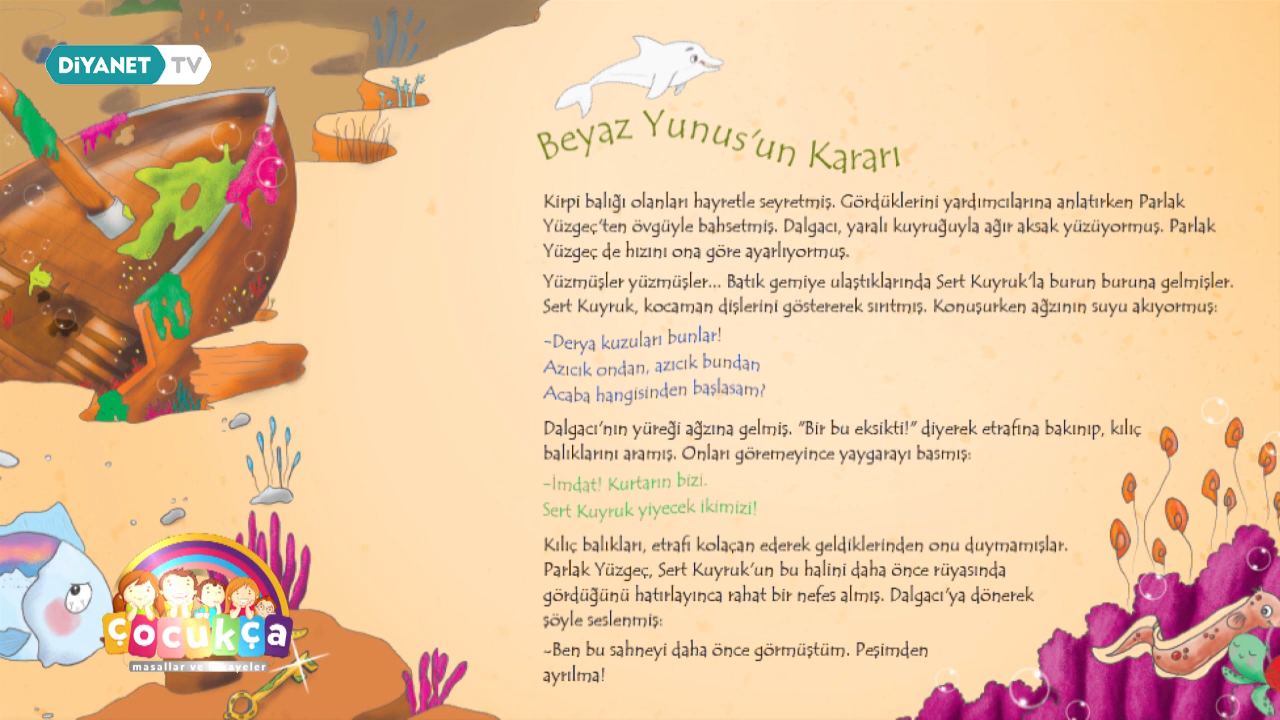 DİYANET TV
Beyaz Yunus'un Kararı
Kirpi balığı olanları hayretle seyretmiş. Gördüklerini yardımcılarına anlatırken Parlak
Yüzgeç'ten övgüyle bahsetmiş. Dalgacı, yaralı kuyruğuyla ağır aksak yüzüyormuş. Parlak
Yüzgeç de hızını ona göre ayarlıyormuş.
Yüzmüşler yüzmüşler... Batık gemiye ulaştıklarında Sert Kuyruk'la burun buruna gelmişler.
Sert Kuyruk, kocaman dişlerini göstererek sırıtmış. Konuşurken ağzının suyu akıyormuş:
-Derya kuzuları bunlar!
Azıcık ondan, azıcık bundan
Acaba hangisinden başlasam?
Dalgacı'nın yüreği ağzına gelmiş. "Bir bu eksikti!" diyerek etrafına bakınıp, kılıç
balıklarını aramış. Onları göremeyince yaygarayı basmış:
-İmdat! Kurtarın bizi.
Sert Kuyruk yiyecek ikimizi!
Kılıç balıkları, etrafı kolaçan ederek geldiklerinden onu duymamışlar.
Parlak Yüzgeç, Sert Kuyruk'un bu halini daha önce rüyasında
gördüğünü hatırlayınca rahat bir nefes almış. Dalgacı'ya dönerek
şöyle seslenmiş:
-Ben bu sahneyi daha önce görmüştüm. Peşimden
ayrılma!
çocukça
masallar ve hikayeler